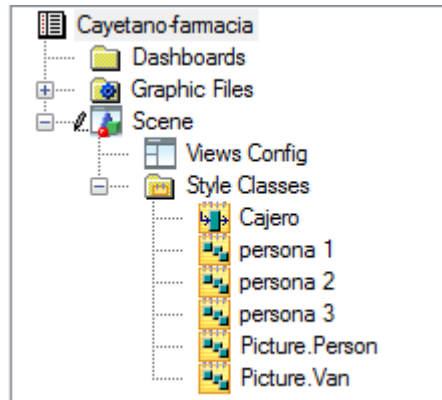 Cayetano-farmacia
Dashboards
Graphic Files
Scene
Views Config
Style Classes
Cajero
persona 1
persona 2
persona 3
Picture.Person
Picture.Van